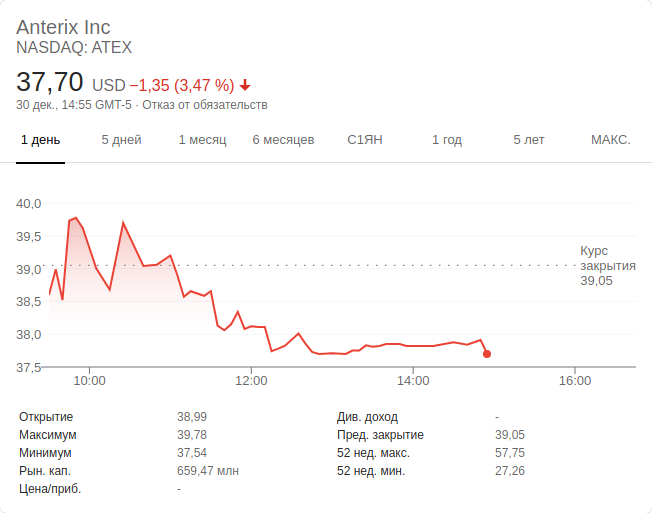 Anterix Inc
NASDAQ: ATEX
37,70 USD −1,35 (3,47 %)
30 дек., 14:55 GMT-5 · Отказ от обязательств
1 день 5 дней 1 месяц 6 месяцев С1ЯН 1 год 5 лет МАКС.
40,0
39,5
39,0
38,5
38,0
37,5
Курс
закрытия
39,05
10:00 12:00 14:00 16:00
Открытие 38,99 Див. доход -
Максимум 39,78 Пред. закрытие 39,05
Минимум 37,54 52 нед. макс. 57,75
Рын. кап. 659,47 млн 52 нед. мин. 27,26
Цена/приб. -